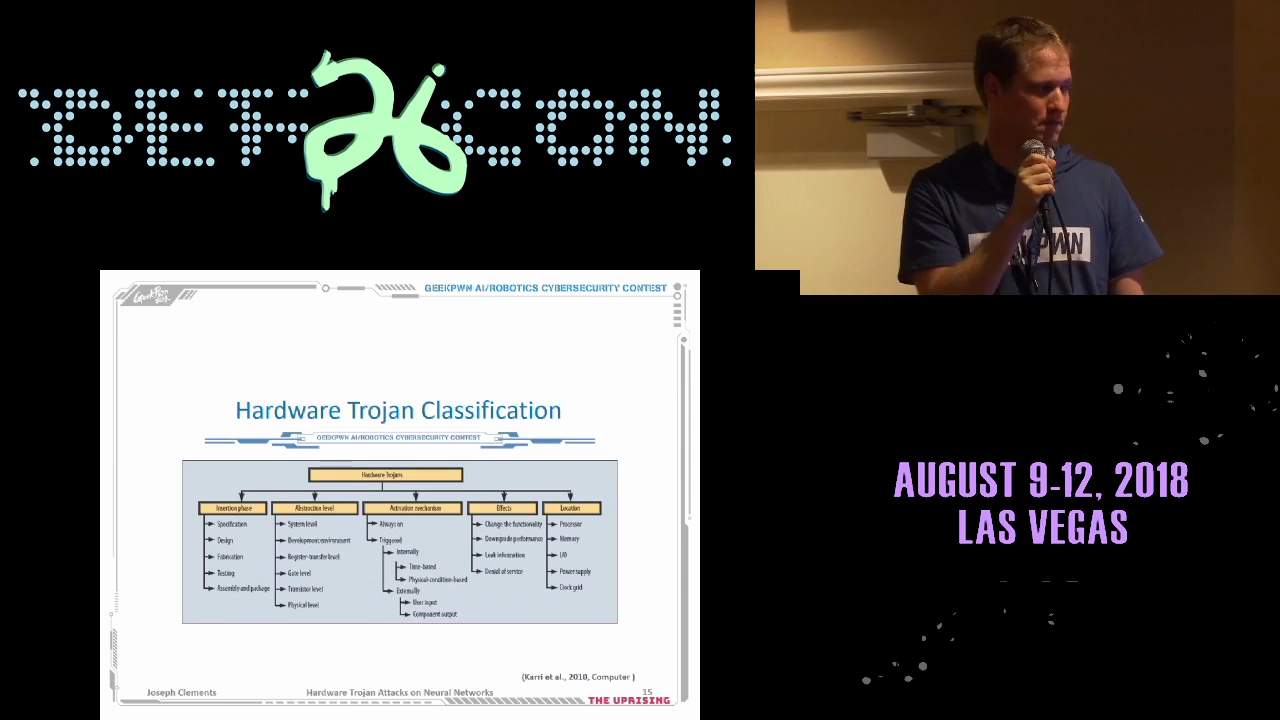 DEF CON 26
GEEKPWN AI/ROBOTICS CYBERSECURITY CONTEST
Hardware Trojan Classification
GEEKPWN AI/ROBOTICS CYBERSECURITY CONTEST
Hardware Trojans
Insertion phase
Specification
Design
Fabrication
Testing
Assembly and package
Abstraction level
System level
Development environment
Register-transfer level
Gate level
Transistor level
Physical level
Activation mechanism
Always on
Triggered
Internally
Time-based
Physical-condition-based
Externally
User input
Component output
Effects
Change the functionality
Downgrade performance
Leak information
Denial of service
Location
Processor
Memory
I/O
Power supply
Clock grid
(Karri et al., 2010, Computer )
Joseph Clements
Hardware Trojan Attacks on Neural Networks
15
THE UPRISING
AUGUST 9-12, 2018
LAS VEGAS